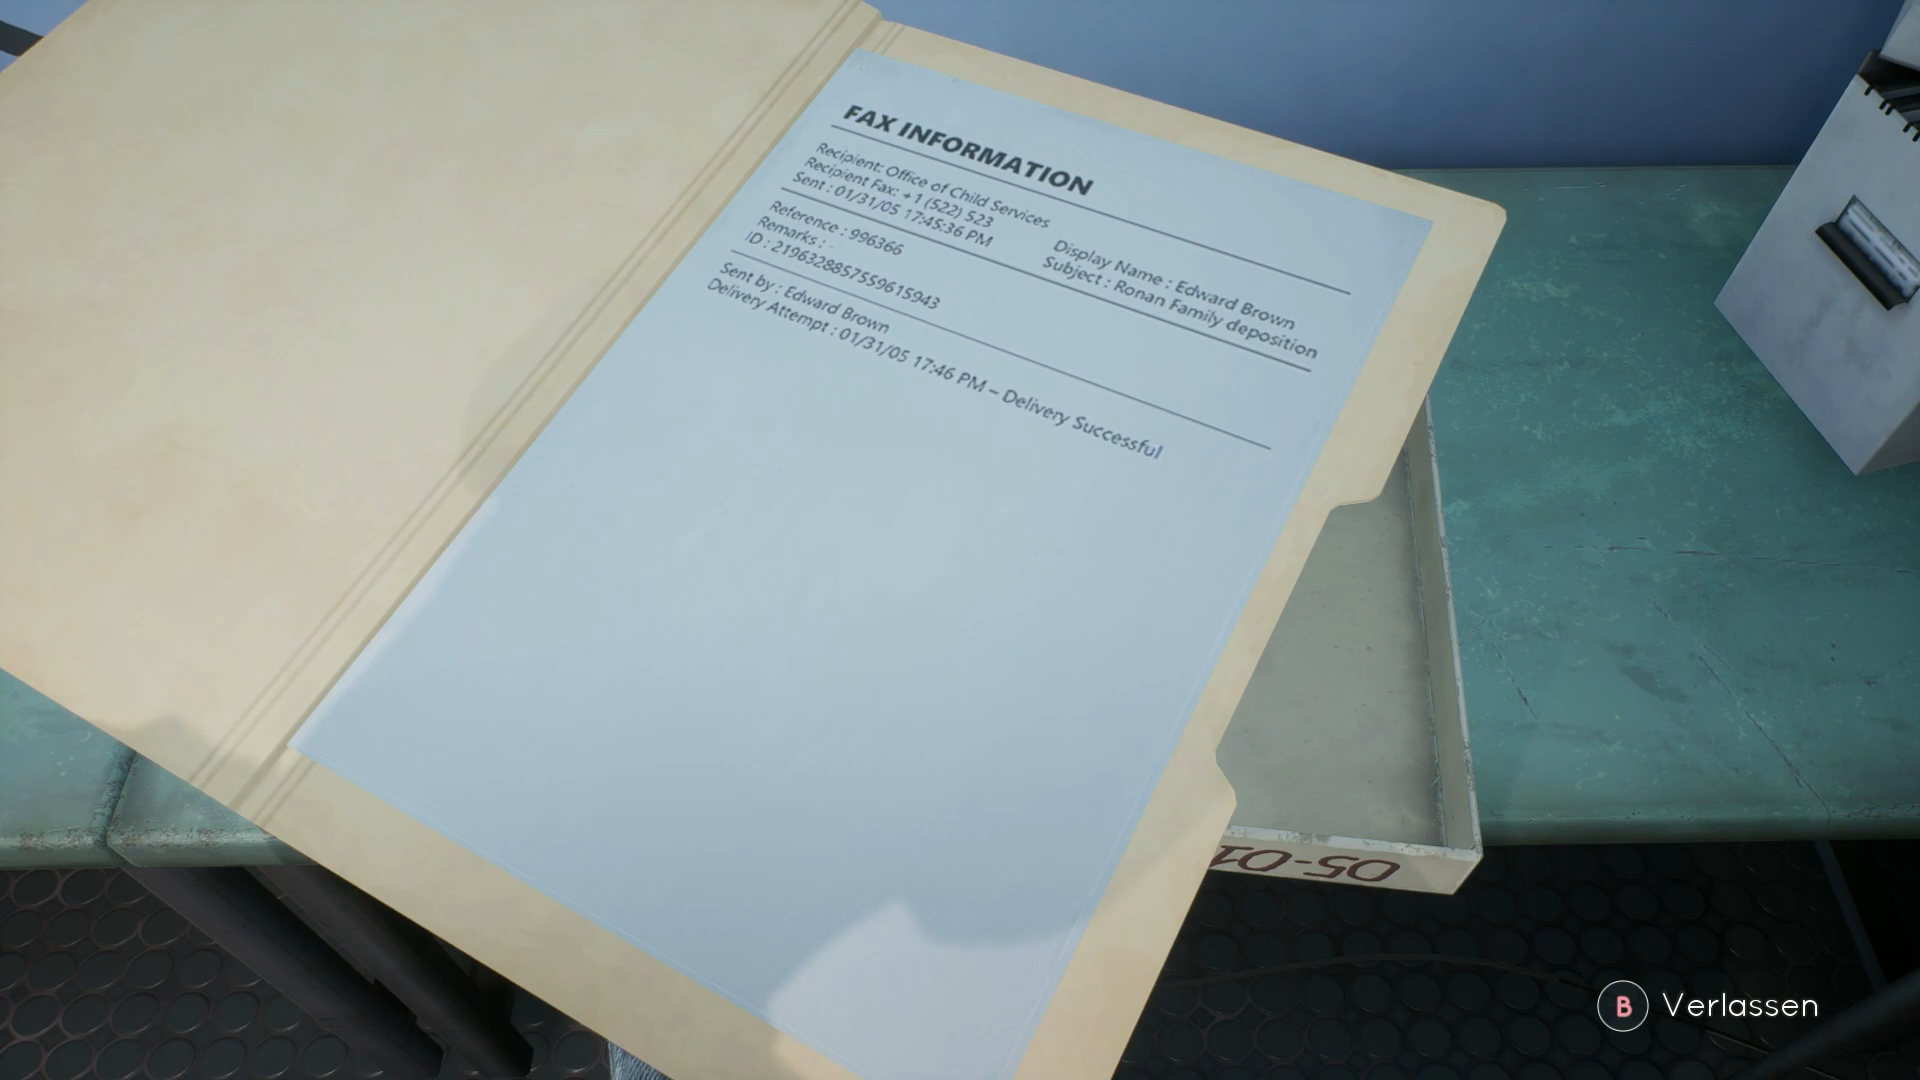 FAX INFORMATION
Recipient: Office of Child Services
Recipient Fax: +1 (522) 523
Sent : 01/31/05 17:45:36 PM
Display Name : Edward Brown
Subject : Ronan Family deposition
Reference : 996366
Remarks : -
ID : 2196328857559615943
Sent by : Edward Brown
Delivery Attempt : 01/31/05 17:46 PM – Delivery Successful
05-01
B Verlassen